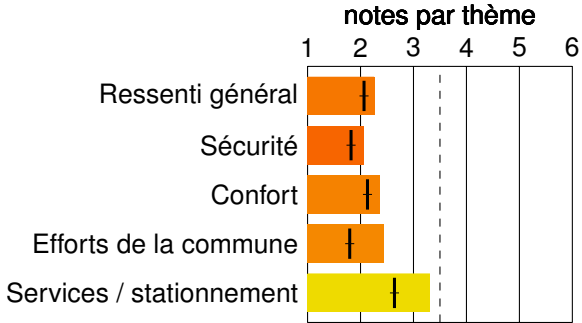 notes par thème
1 2 3 4 5 6
Ressenti général
Sécurité
Confort
Efforts de la commune
Services / stationnement